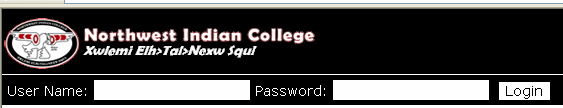 Northwest Indian College
Xwlemi Elh>Tal>Nexw Squl
User Name: Password: Login